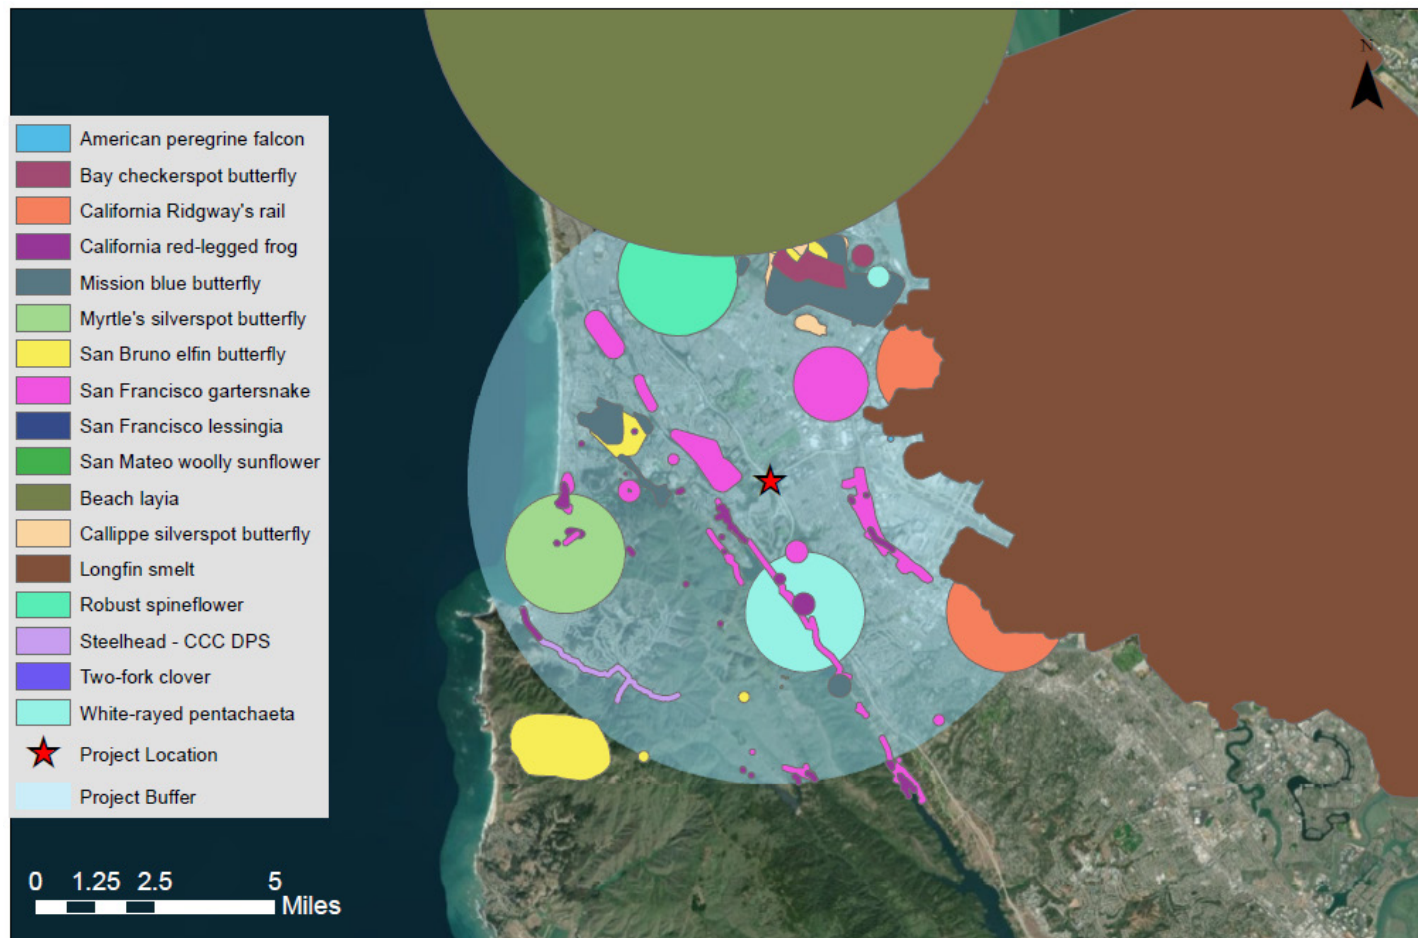 N
American peregrine falcon
Bay checkerspot butterfly
California Ridgway's rail
California red-legged frog
Mission blue butterfly
Myrtle's silverspot butterfly
San Bruno elfin butterfly
San Francisco gartersnake
San Francisco lessingia
San Mateo woolly sunflower
Beach layia
Callippe silverspot butterfly
Longfin smelt
Robust spineflower
Steelhead - CCC DPS
Two-fork clover
White-rayed pentachaeta
Project Location
Project Buffer
0 1.25 2.5 5
Miles